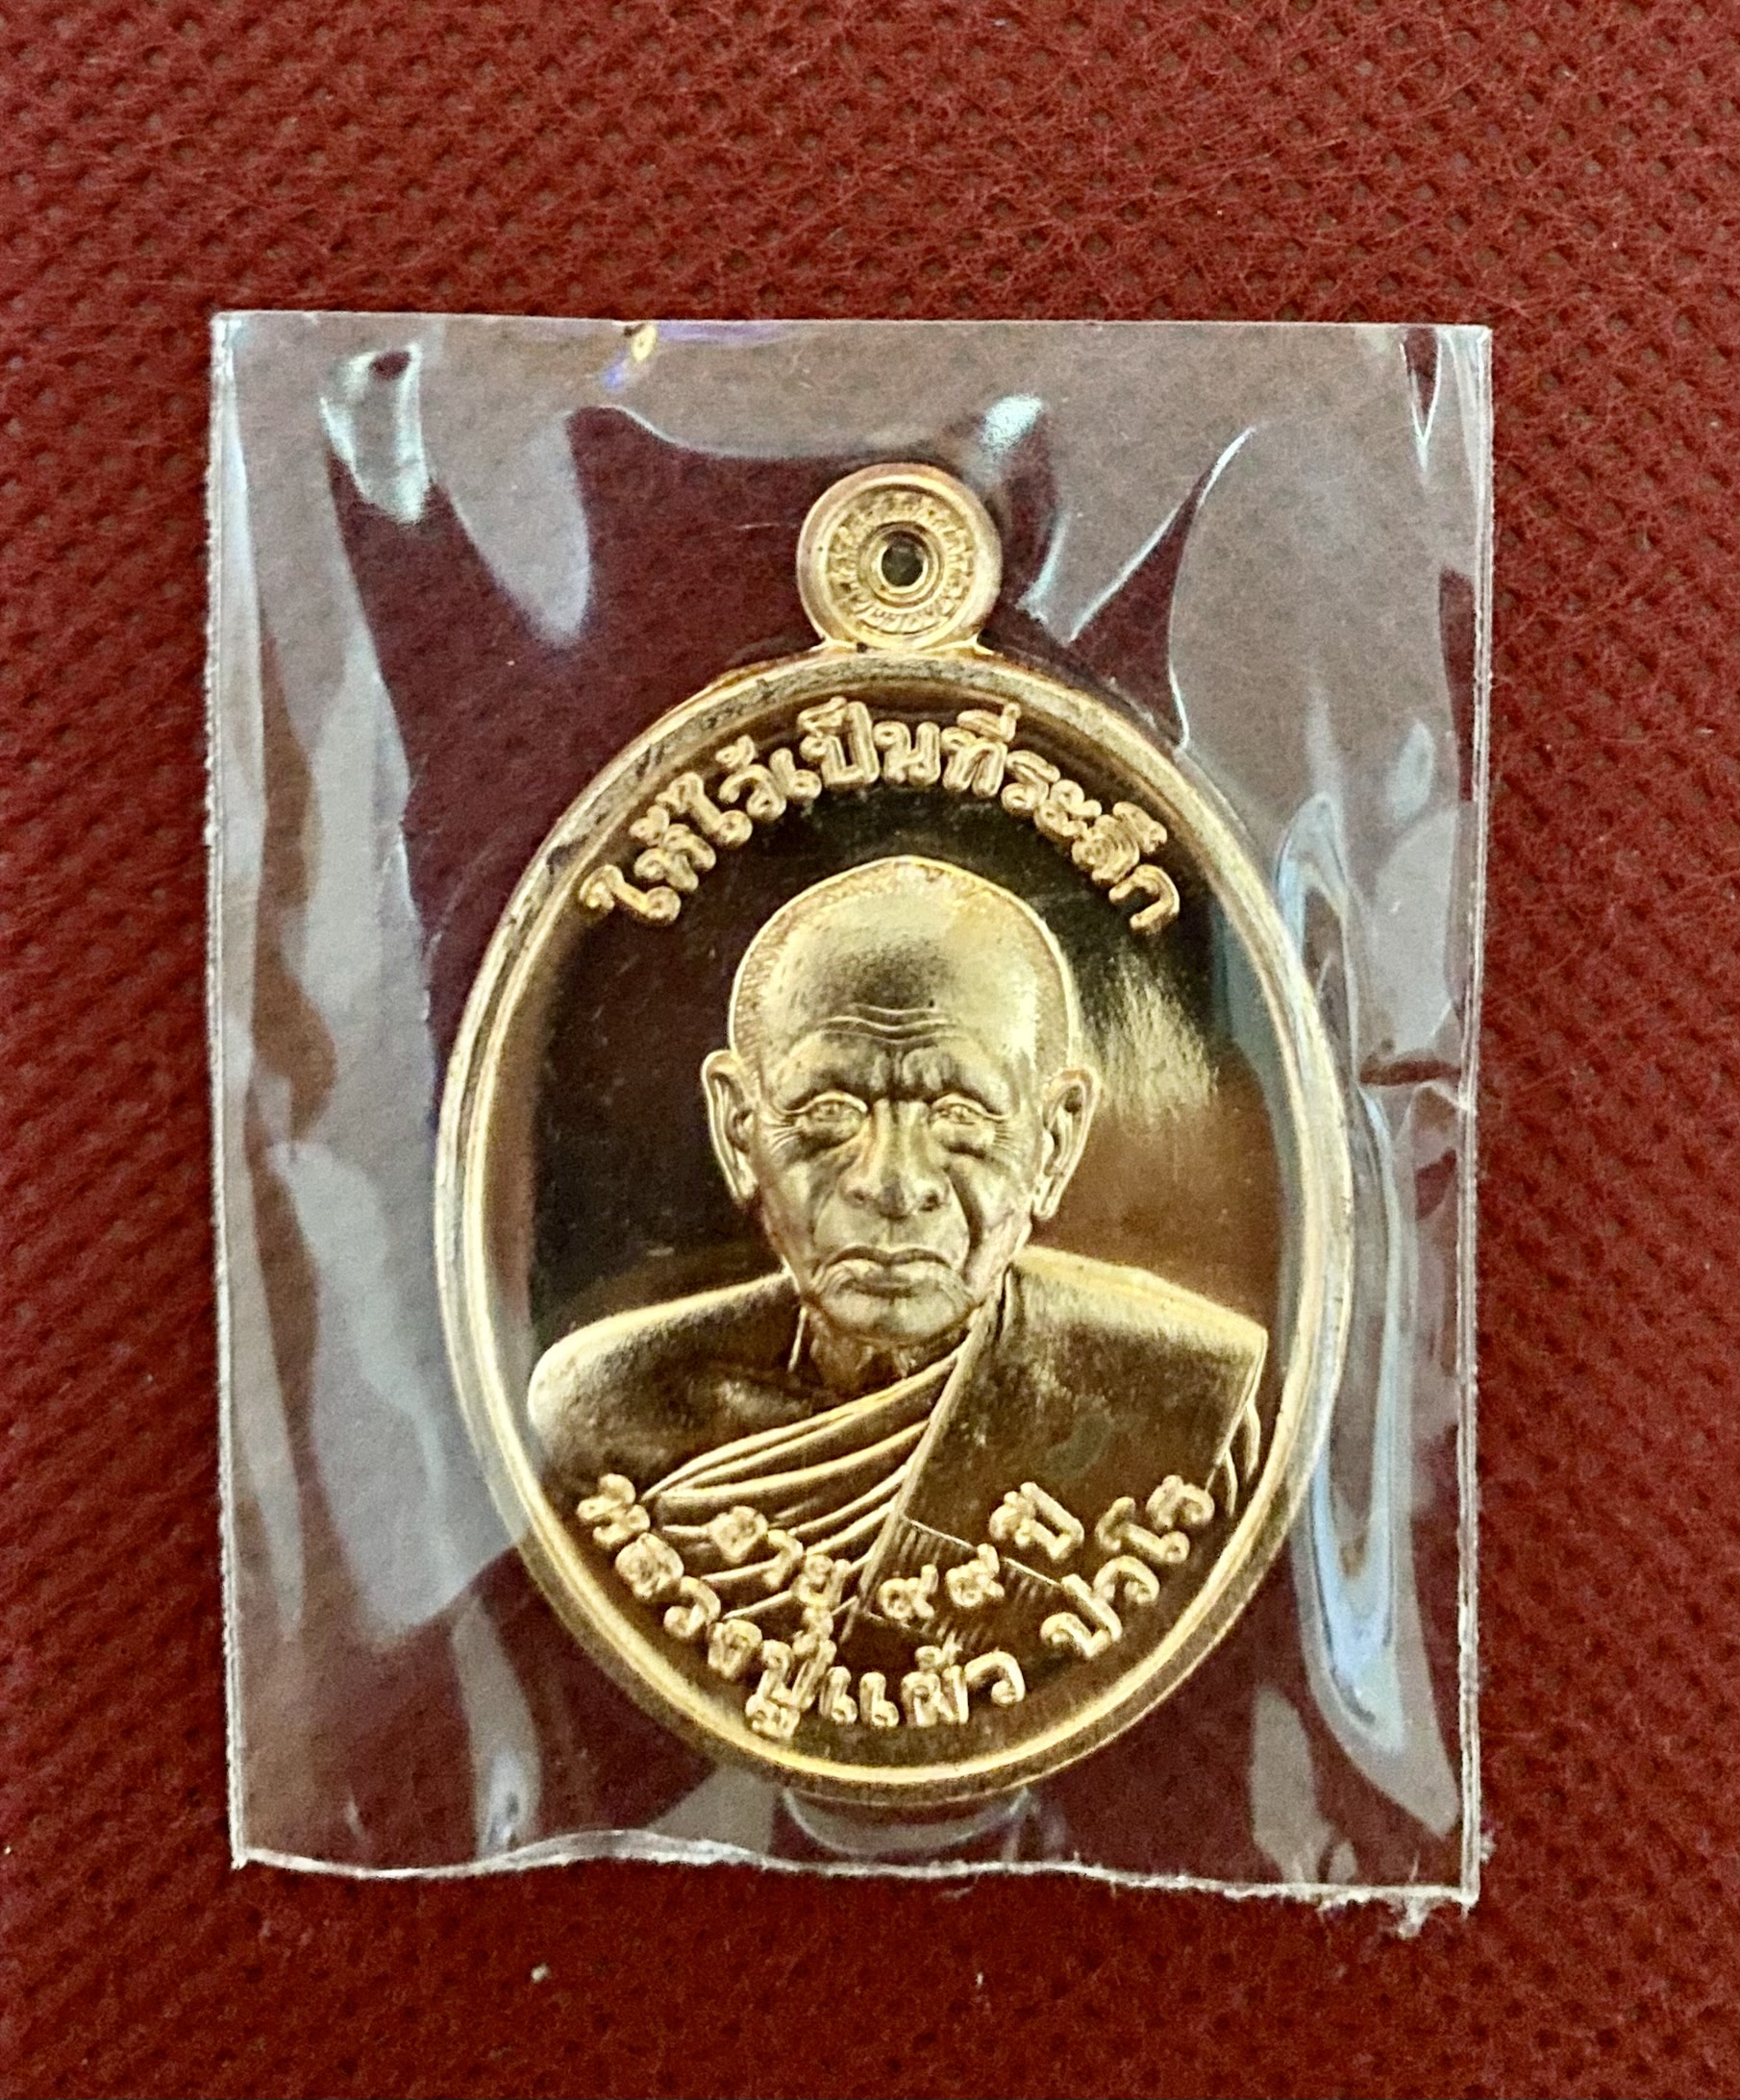 ให้ไว้เป็นที่ระลึก
อายุ ๙๙ ปี
หลวงปู่แผ้ว ปวโร